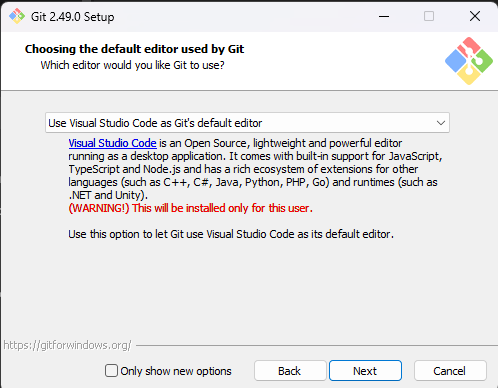 Git 2.49.0 Setup
Choosing the default editor used by Git
Which editor would you like Git to use?
Use Visual Studio Code as Git's default editor
Visual Studio Code is an Open Source, lightweight and powerful editor
running as a desktop application. It comes with built-in support for JavaScript,
TypeScript and Node.js and has a rich ecosystem of extensions for other
languages (such as C++, C#, Java, Python, PHP, Go) and runtimes (such as
.NET and Unity).
(WARNING!) This will be installed only for this user.
Use this option to let Git use Visual Studio Code as its default editor.
https://gitforwindows.org/
Only show new options
Back
Next
Cancel